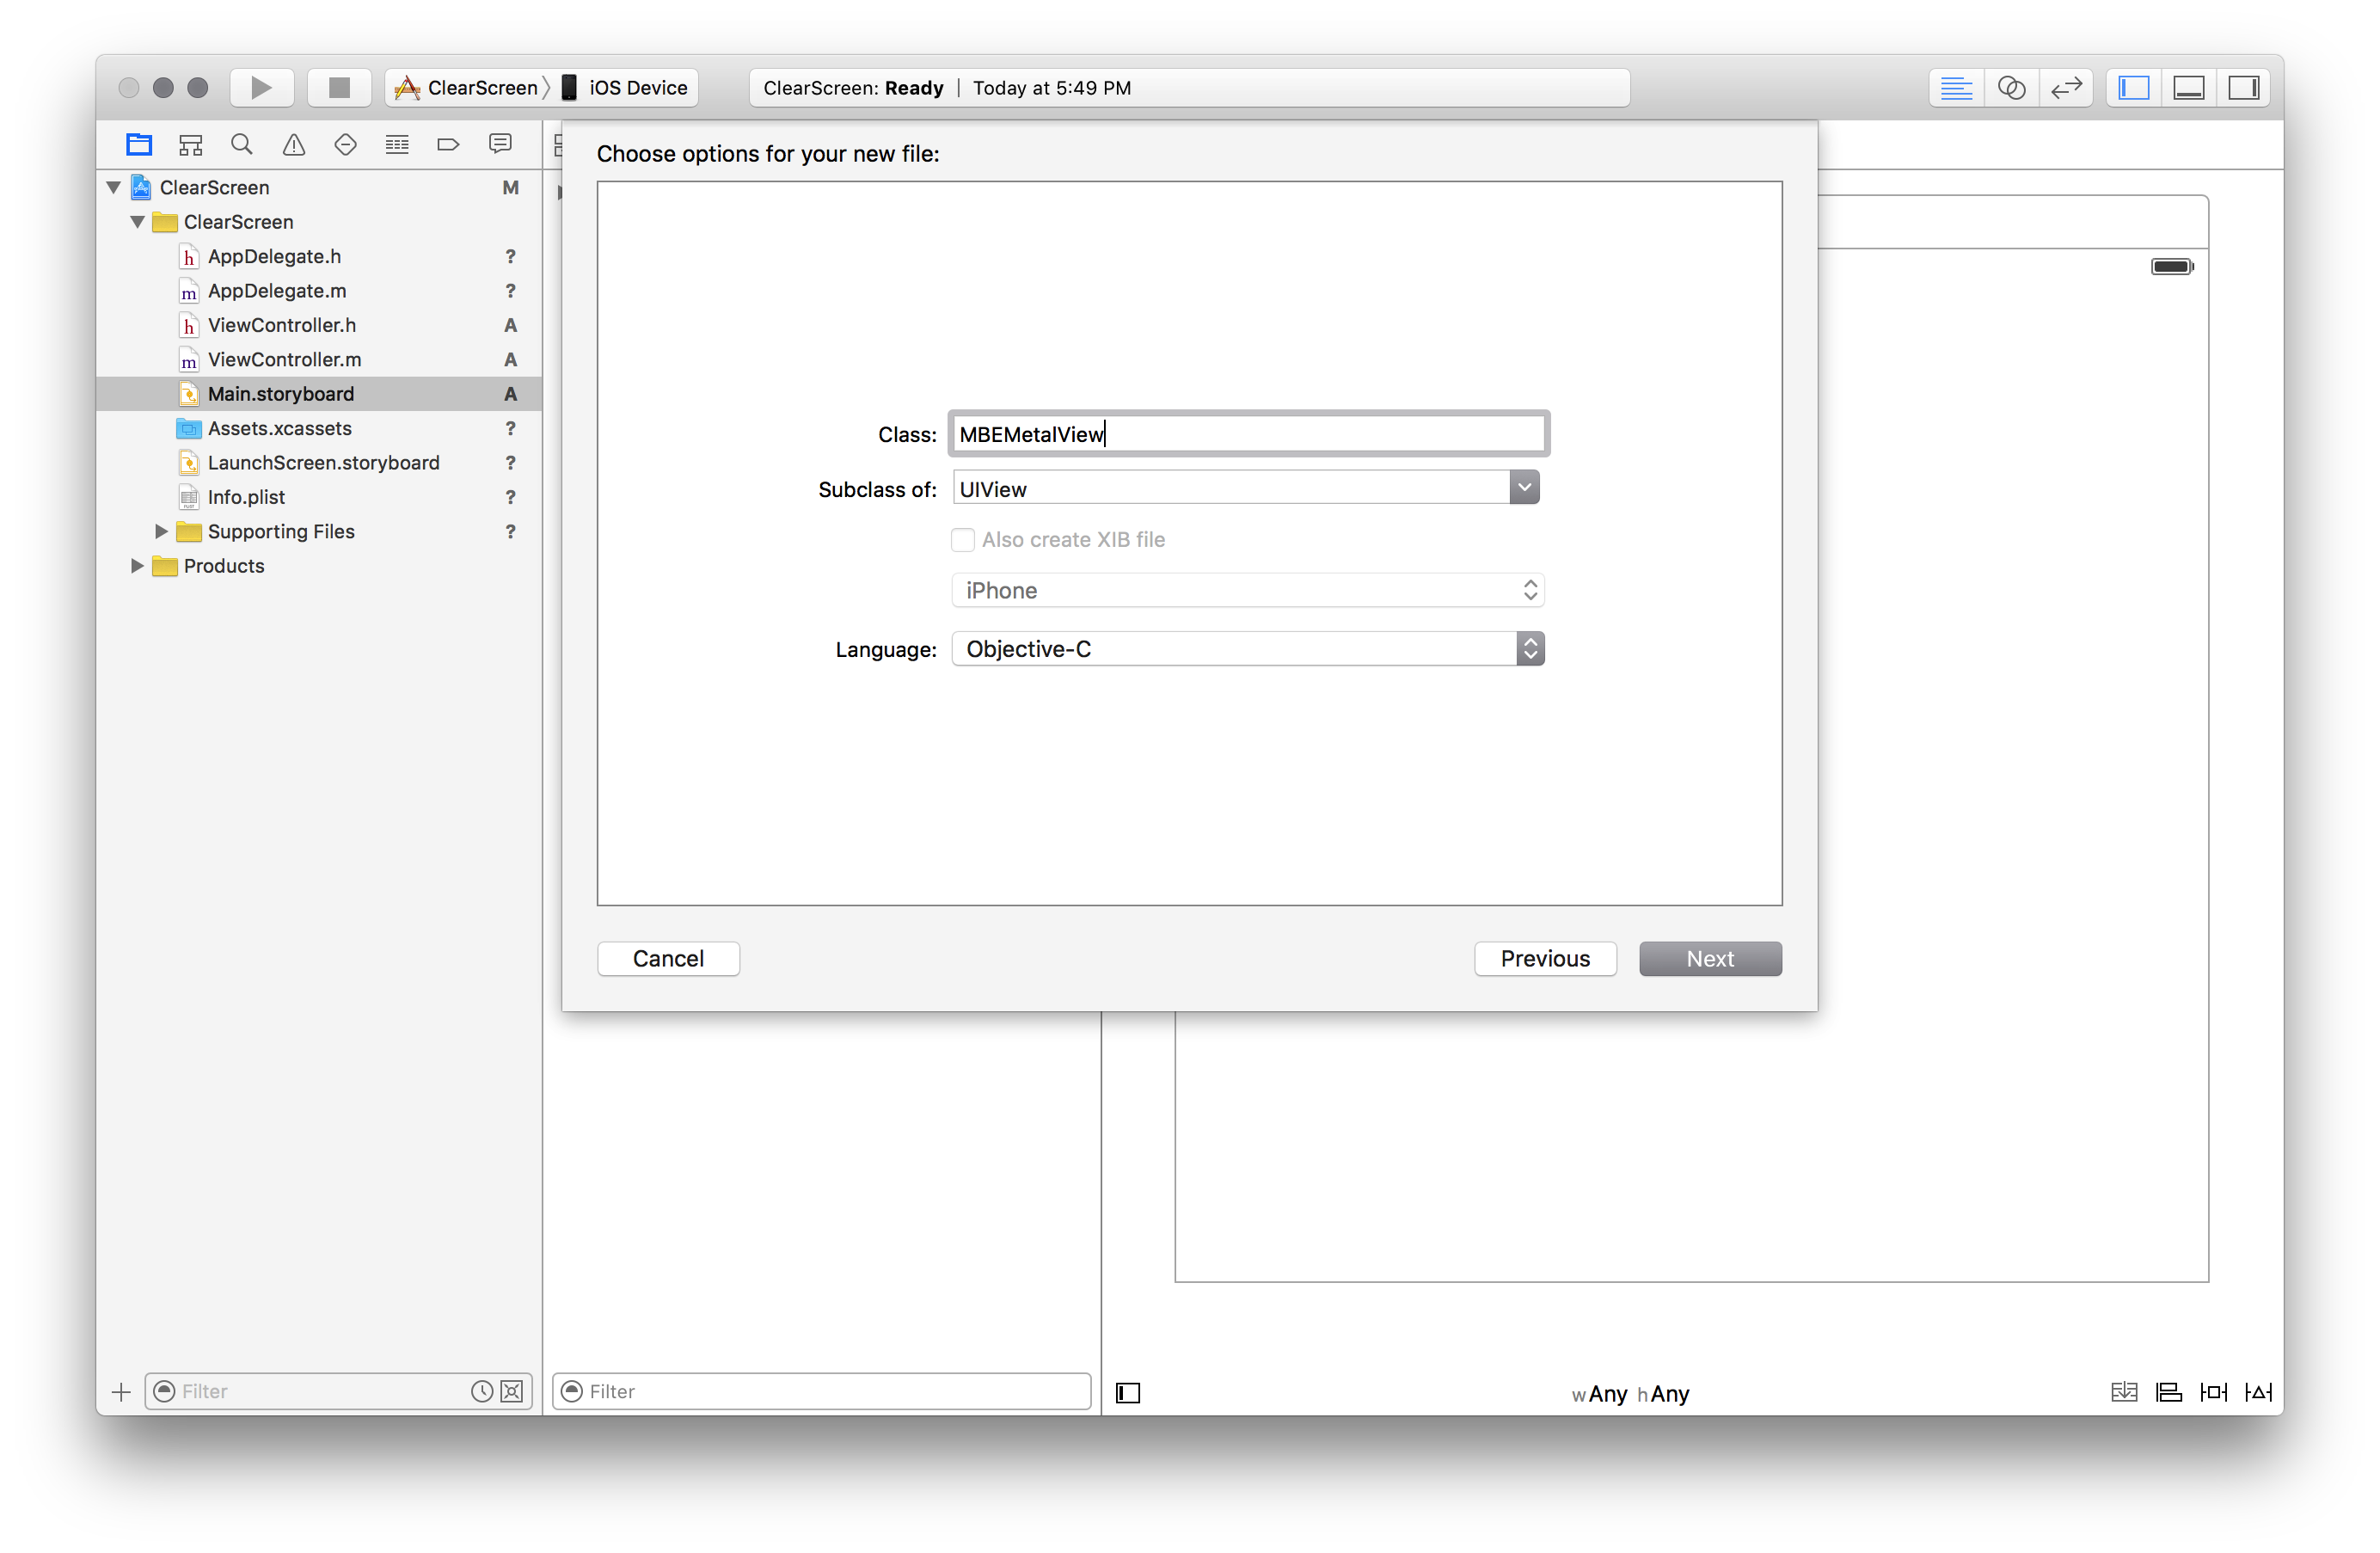 ClearScreen iOS Device
ClearScreen: Ready | Today at 5:49 PM
Choose options for your new file:
ClearScreen M
ClearScreen
AppDelegate.h ?
AppDelegate.m ?
ViewController.h A
ViewController.m A
Main.storyboard A
Assets.xcassets ?
LaunchScreen.storyboard ?
Info.plist ?
Supporting Files ?
Products
Class: MBEMetalView
Subclass of: UIView
Also create XIB file
iPhone
Language: Objective-C
Cancel
Previous
Next
Filter
Filter
wAny hAny